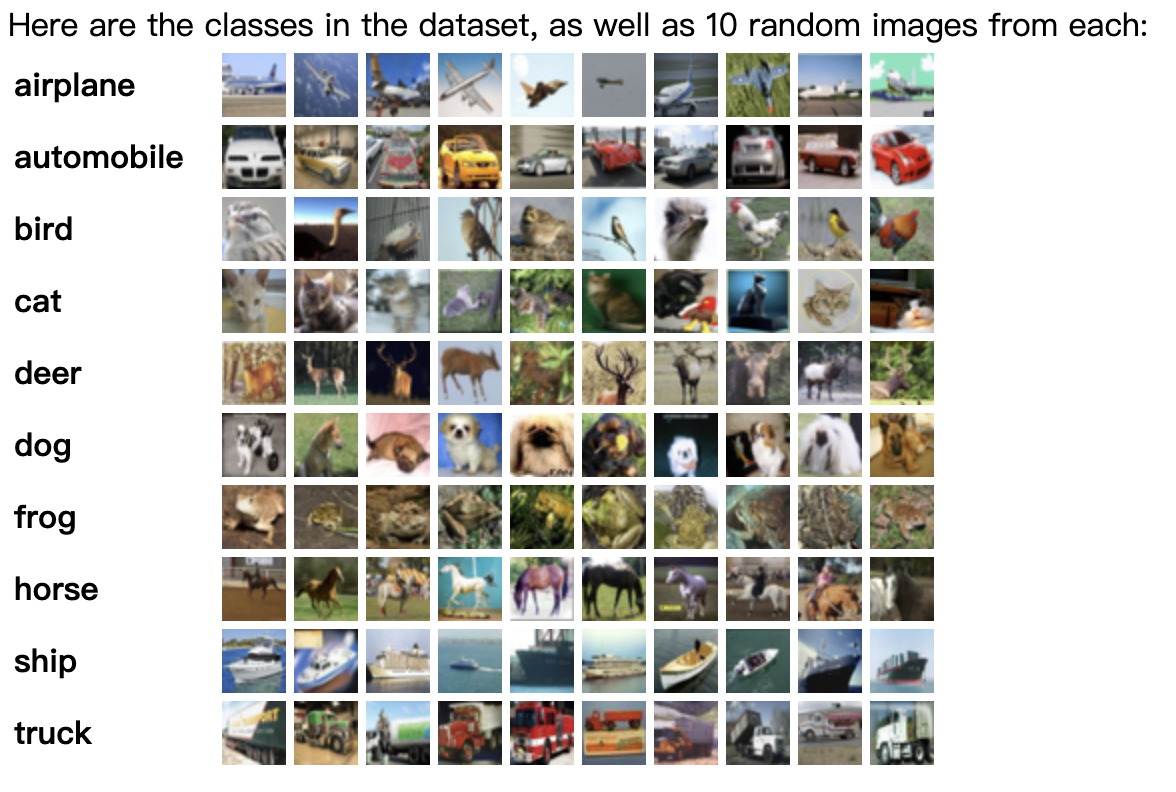 Here are the classes in the dataset, as well as 10 random images from each:
airplane
automobile
bird
cat
deer
dog
frog
horse
ship
truck